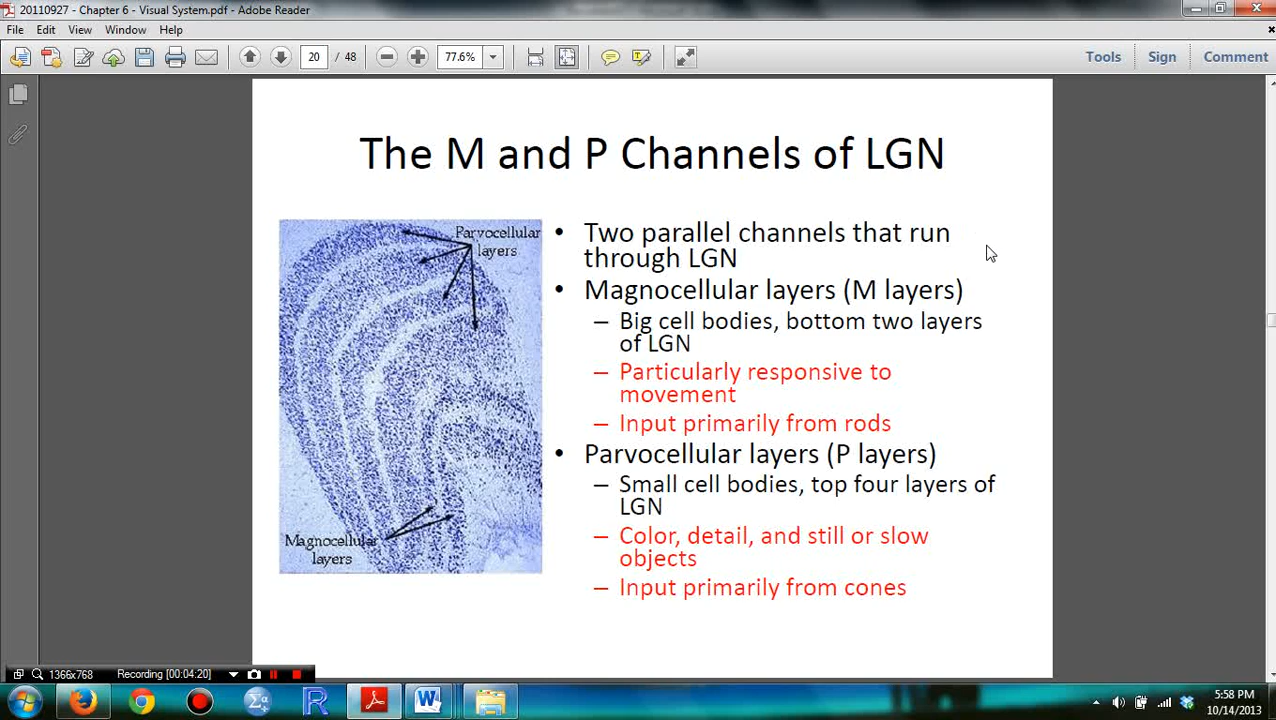 20110927 - Chapter 6 - Visual System.pdf - Adobe Reader
File Edit View Window Help
20 / 48 77.6% Tools Sign Comment
The M and P Channels of LGN
Parvocellular
layers
Magnocellular
layers
• Two parallel channels that run
through LGN
• Magnocellular layers (M layers)
– Big cell bodies, bottom two layers
of LGN
– Particularly responsive to
movement
– Input primarily from rods
• Parvocellular layers (P layers)
– Small cell bodies, top four layers of
LGN
– Color, detail, and still or slow
objects
– Input primarily from cones
1366x768 Recording [00:04:20]
5:58 PM
10/14/2013